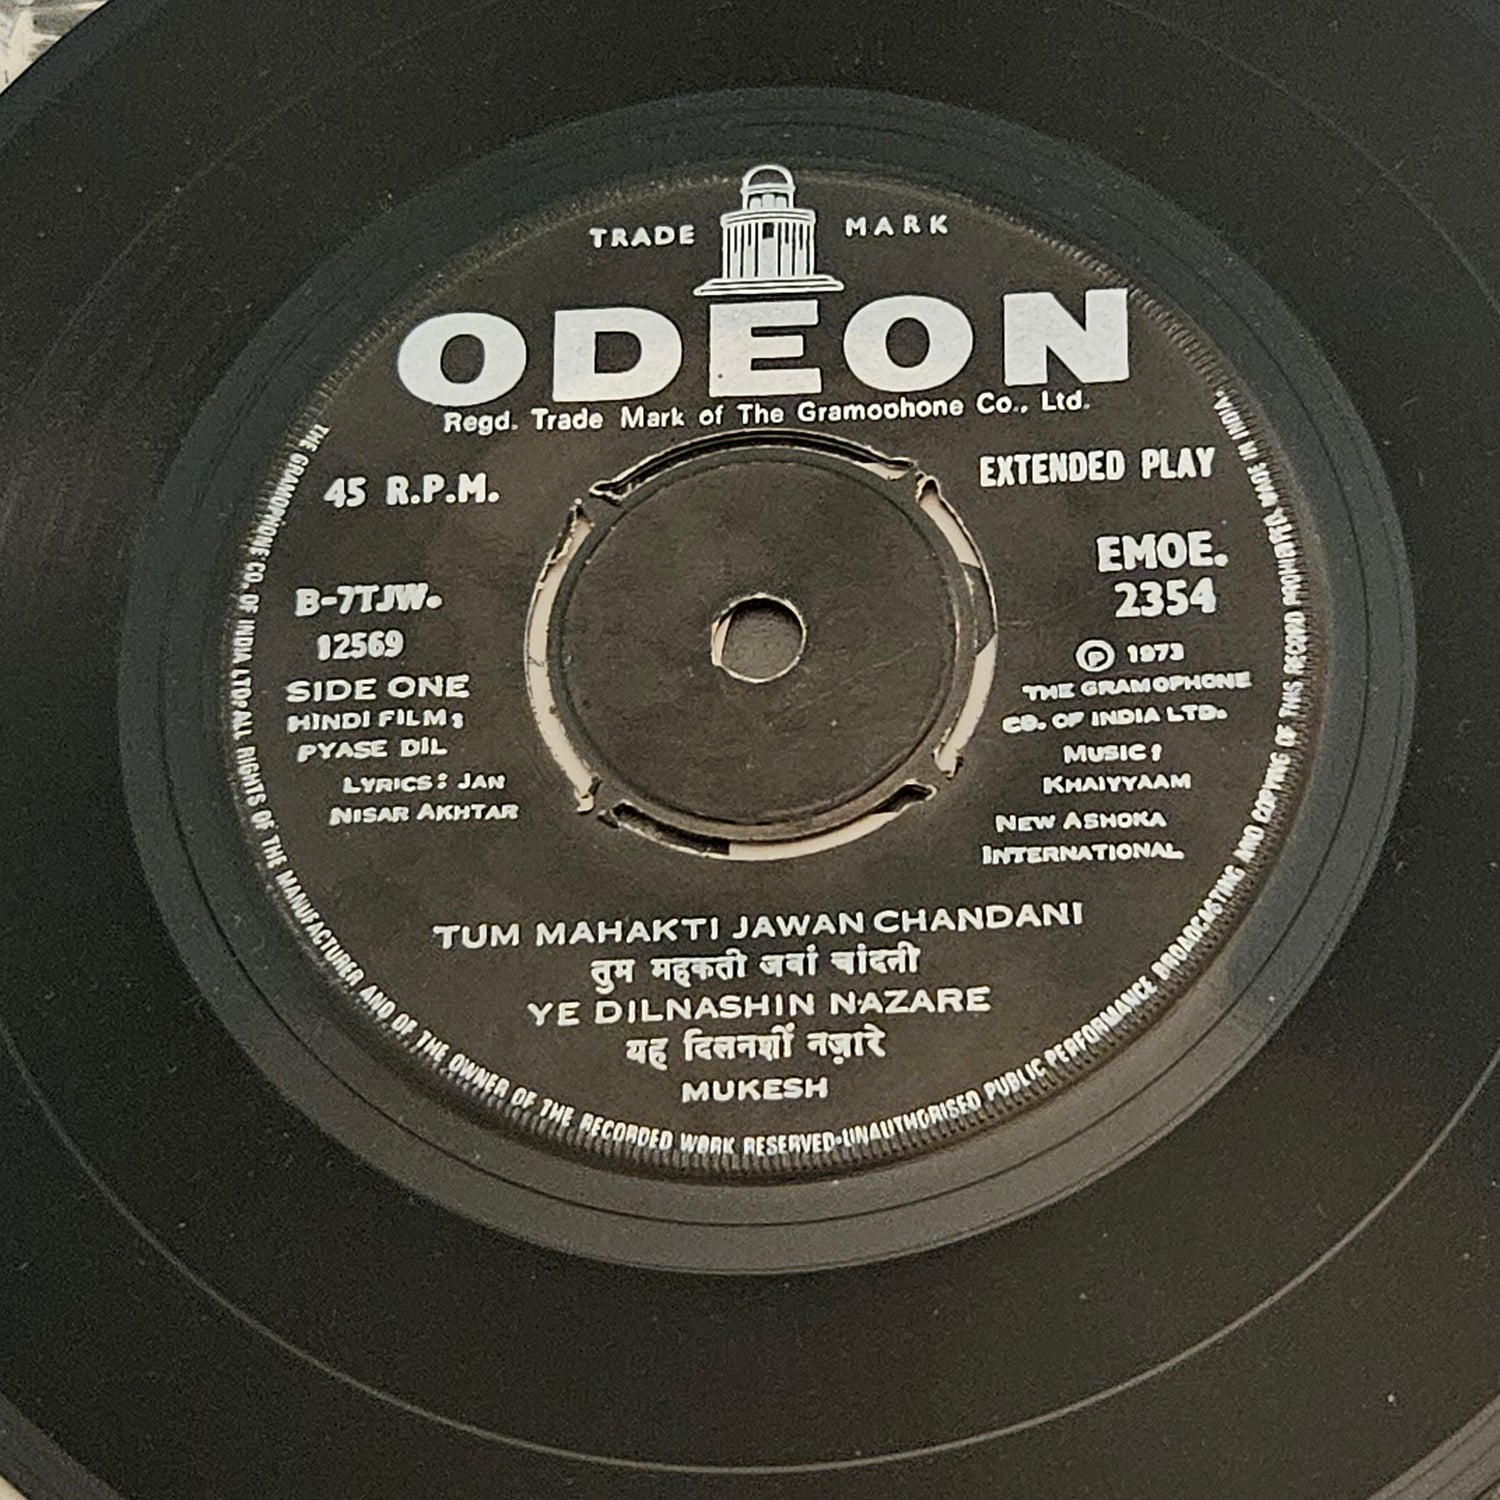 TRADE MARK
ODEON
Regd. Trade Mark of The Gramophone Co., Ltd.
45 R.P.M.
EXTENDED PLAY
B-7TJW.
12569
SIDE ONE
HINDI FILM:
PYASE DIL
LYRICS: JAN
NISAR AKHTAR
EMOE.
2354
Ⓟ 1973
THE GRAMOPHONE
CO. OF INDIA LTD.
MUSIC:
KHAIYYAAM
NEW ASHOKA
INTERNATIONAL
TUM MAHAKTI JAWAN CHANDANI
तुम महकती जवां चांदनी
YE DILNASHIN NAZARE
यह दिलनशीं नज़ारे
MUKESH
THE GRAMOPHONE CO. OF INDIA LTD. ALL RIGHTS OF THE MANUFACTURER AND OF THE OWNER OF THE RECORDED WORK RESERVED-UNAUTHORISED PUBLIC PERFORMANCE BROADCASTING AND COPYING OF THIS RECORD PROHIBITED. MADE IN INDIA.